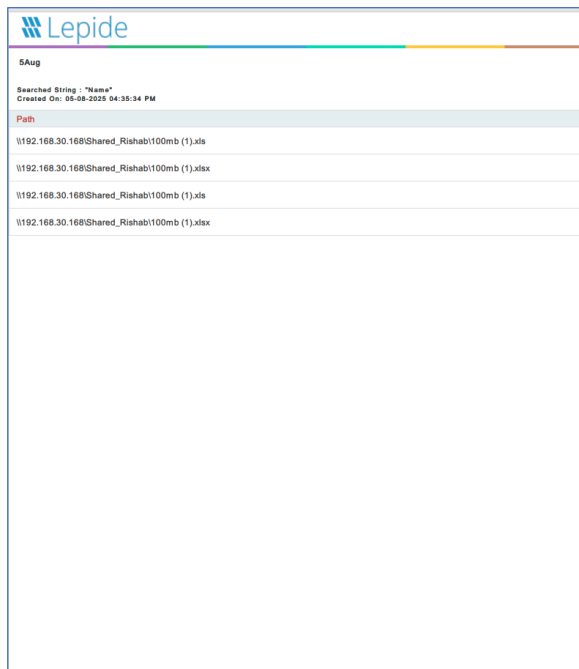 Lepide
5Aug
Searched String : "Name"
Created On: 05-08-2025 04:35:34 PM
Path
\\192.168.30.168\Shared_Rishab\100mb (1).xls
\\192.168.30.168\Shared_Rishab\100mb (1).xlsx
\\192.168.30.168\Shared_Rishab\100mb (1).xls
\\192.168.30.168\Shared_Rishab\100mb (1).xlsx